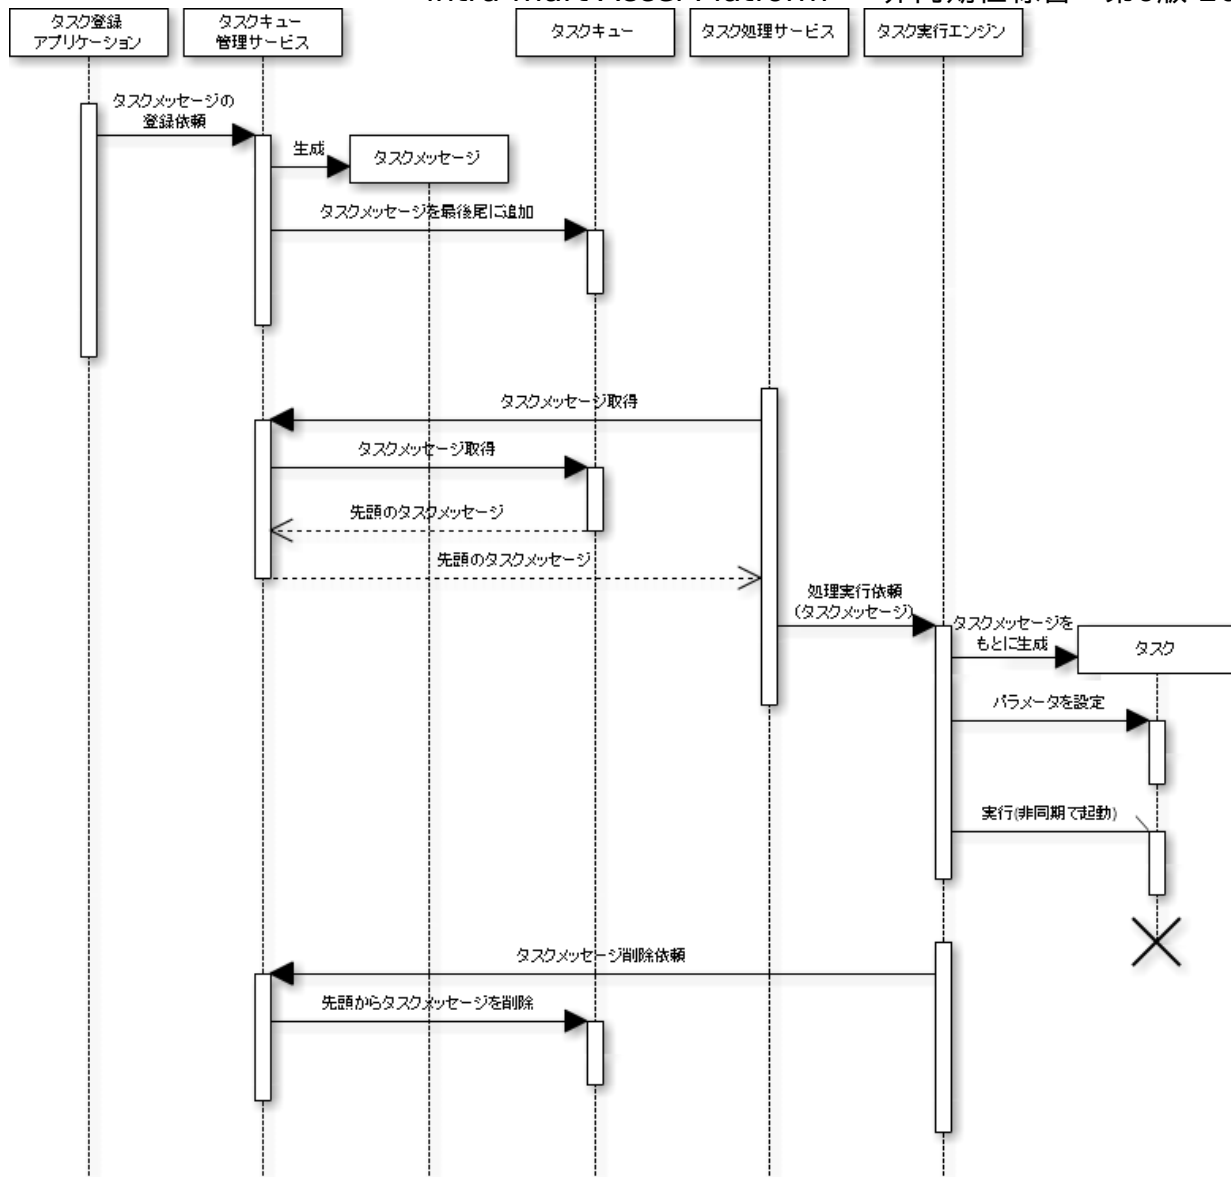 タスク登録
アプリケーション
タスクキュー
管理サービス
タスクキュー
タスク処理サービス
タスク実行エンジン
タスクメッセージの
登録依頼
生成
タスクメッセージ
タスクメッセージを最後尾に追加
タスクメッセージ取得
タスクメッセージ取得
先頭のタスクメッセージ
先頭のタスクメッセージ
処理実行依頼
(タスクメッセージ)
タスクメッセージを
もとに生成
タスク
パラメータを設定
実行(非同期で起動)
タスクメッセージ削除依頼
先頭からタスクメッセージを削除